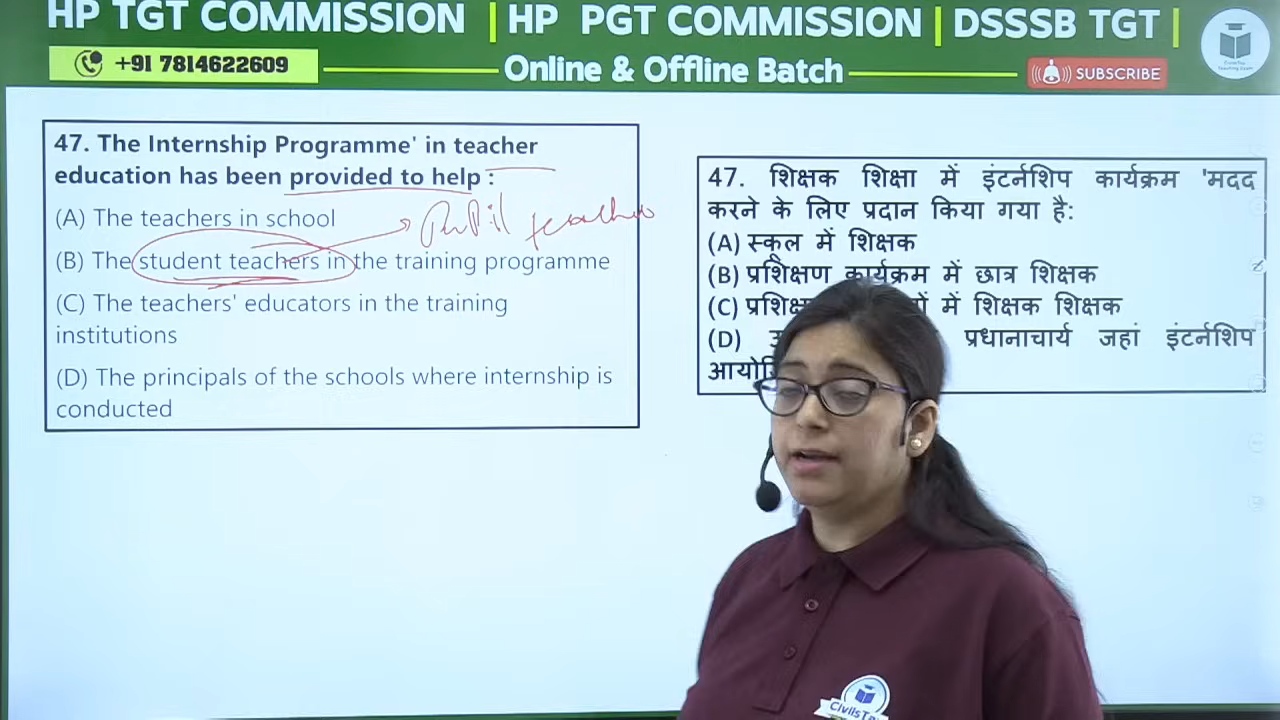 HP TGT COMMISSION | HP PGT COMMISSION | DSSSB TGT |
+91 7814622609
Online & Offline Batch
SUBSCRIBE
47. The Internship Programme' in teacher
education has been provided to help :
(A) The teachers in school
Pupil teacher
(B) The student teachers in the training programme
(C) The teachers' educators in the training
institutions
(D) The principals of the schools where internship is
conducted
47. शिक्षक शिक्षा में इंटर्नशिप कार्यक्रम 'मदद
करने के लिए प्रदान किया गया है:
(A) स्कूल में शिक्षक
(B) प्रशिक्षण कार्यक्रम में छात्र शिक्षक
(C) में शिक्षक शिक्षक
(D) प्रधानाचार्य जहां इंटर्नशिप